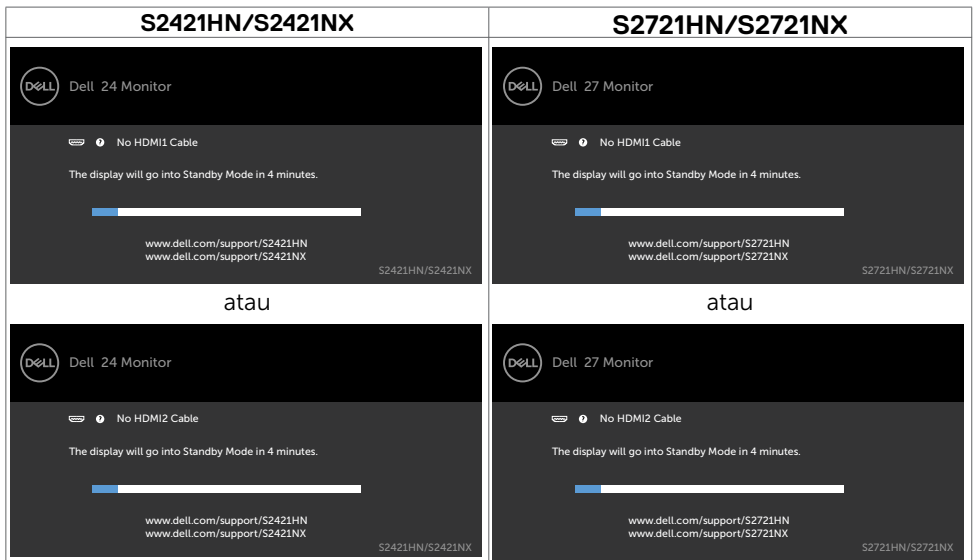 S2421HN/S2421NX
S2721HN/S2721NX
DELL
Dell 24 Monitor
No HDMI1 Cable
The display will go into Standby Mode in 4 minutes.
www.dell.com/support/S2421HN
www.dell.com/support/S2421NX
S2421HN/S2421NX
DELL
Dell 27 Monitor
No HDMI1 Cable
The display will go into Standby Mode in 4 minutes.
www.dell.com/support/S2721HN
www.dell.com/support/S2721NX
S2721HN/S2721NX
atau
atau
DELL
Dell 24 Monitor
No HDMI2 Cable
The display will go into Standby Mode in 4 minutes.
www.dell.com/support/S2421HN
www.dell.com/support/S2421NX
S2421HN/S2421NX
DELL
Dell 27 Monitor
No HDMI2 Cable
The display will go into Standby Mode in 4 minutes.
www.dell.com/support/S2721HN
www.dell.com/support/S2721NX
S2721HN/S2721NX